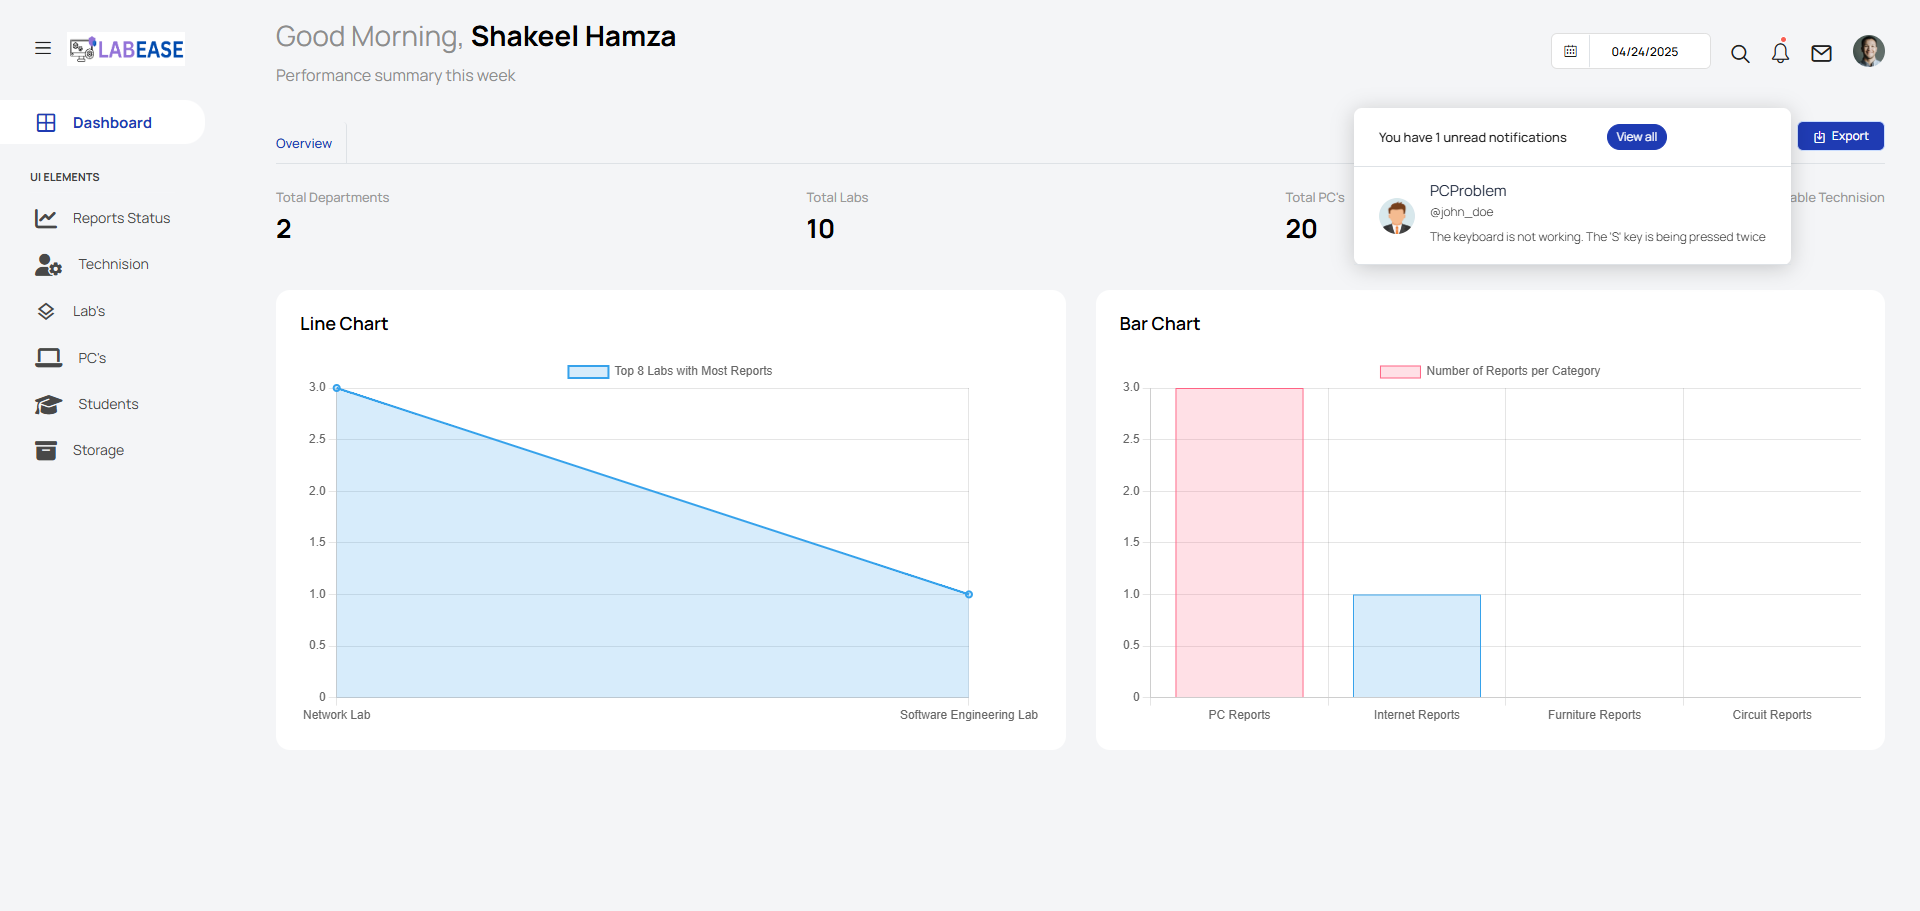 LABEASE
Good Morning, Shakeel Hamza
Performance summary this week
04/24/2025
Dashboard
UI ELEMENTS
Reports Status
Technision
Lab's
PC's
Students
Storage
Overview
Export
You have 1 unread notifications
View all
PCProblem
@john_doe
The keyboard is not working. The 'S' key is being pressed twice
Total Departments
2
Total Labs
10
Total PC's
20
Technision
Line Chart
Top 8 Labs with Most Reports
3.0
2.5
2.0
1.5
1.0
0.5
0
Network Lab
Software Engineering Lab
Bar Chart
Number of Reports per Category
3.0
2.5
2.0
1.5
1.0
0.5
0
PC Reports
Internet Reports
Furniture Reports
Circuit Reports